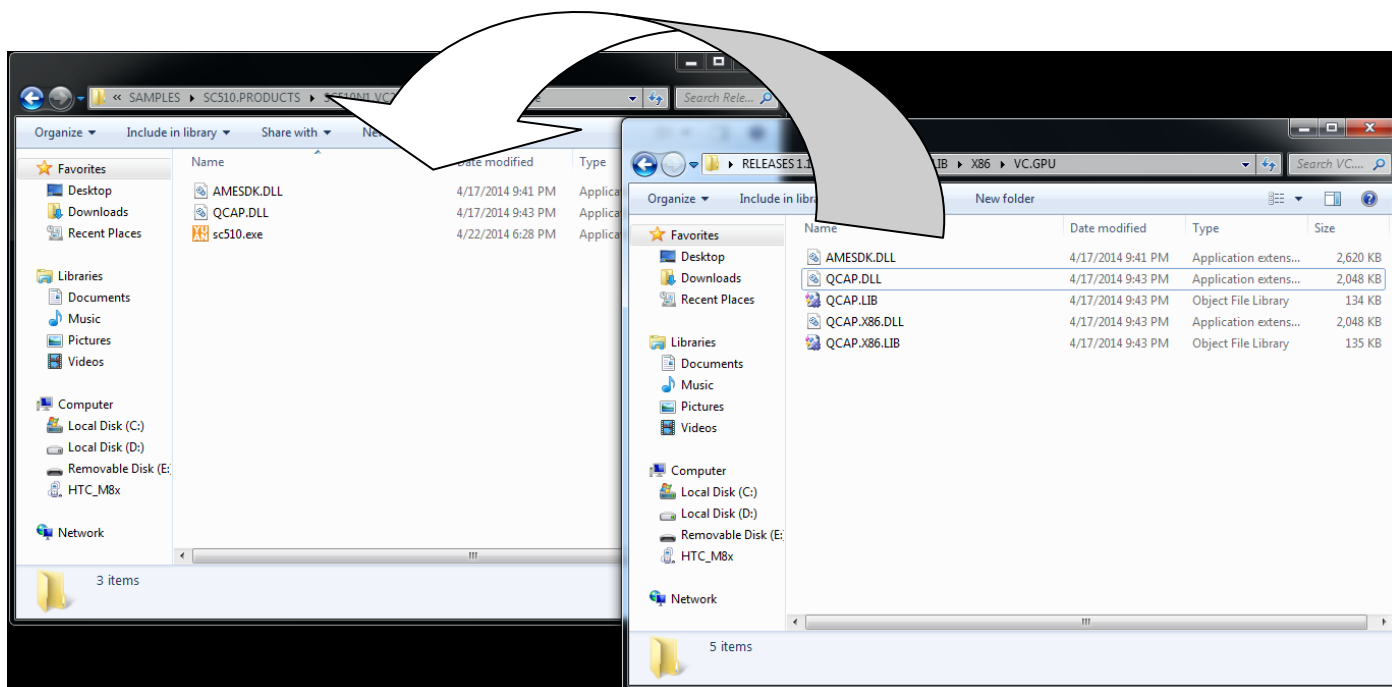 « SAMPLES ▸ SC510.PRODUCTS ▸ SC510N1.VC
Search Rele...
Organize
Include in library
Share with
Favorites
Desktop
Downloads
Recent Places
Libraries
Documents
Music
Pictures
Videos
Computer
Local Disk (C:)
Local Disk (D:)
Removable Disk (E:
HTC_M8x
Network
Name Date modified Type
AMESDK.DLL 4/17/2014 9:41 PM Applica
QCAP.DLL 4/17/2014 9:43 PM Applica
sc510.exe 4/22/2014 6:28 PM Applica
3 items
RELEASES 1.1 LIB ▸ X86 ▸ VC.GPU
Search VC....
Organize
Include in libra
New folder
Favorites
Desktop
Downloads
Recent Places
Libraries
Documents
Music
Pictures
Videos
Computer
Local Disk (C:)
Local Disk (D:)
Removable Disk (E:
HTC_M8x
Network
Name Date modified Type Size
AMESDK.DLL 4/17/2014 9:41 PM Application extens... 2,620 KB
QCAP.DLL 4/17/2014 9:43 PM Application extens... 2,048 KB
QCAP.LIB 4/17/2014 9:43 PM Object File Library 134 KB
QCAP.X86.DLL 4/17/2014 9:43 PM Application extens... 2,048 KB
QCAP.X86.LIB 4/17/2014 9:43 PM Object File Library 135 KB
5 items